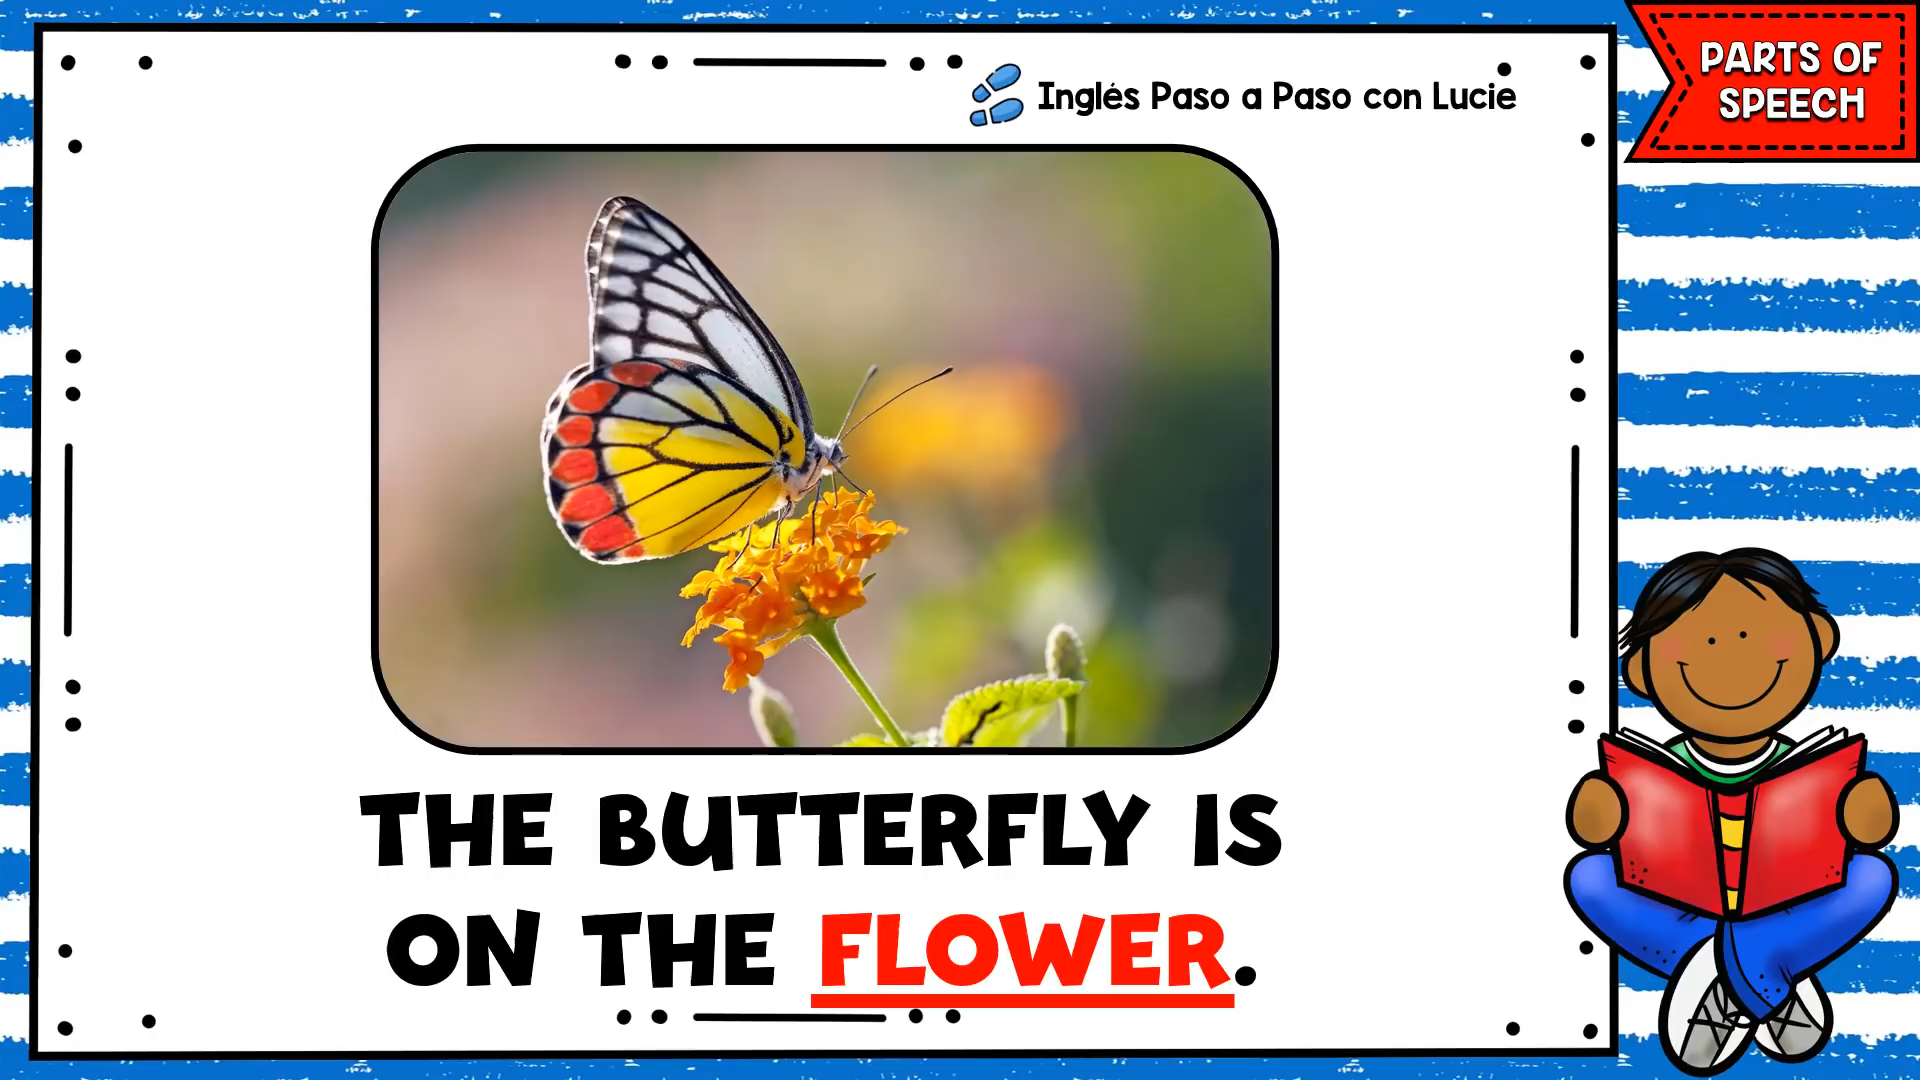 PARTS OF
SPEECH
Inglés Paso a Paso con Lucie
THE BUTTERFLY IS
ON THE FLOWER.